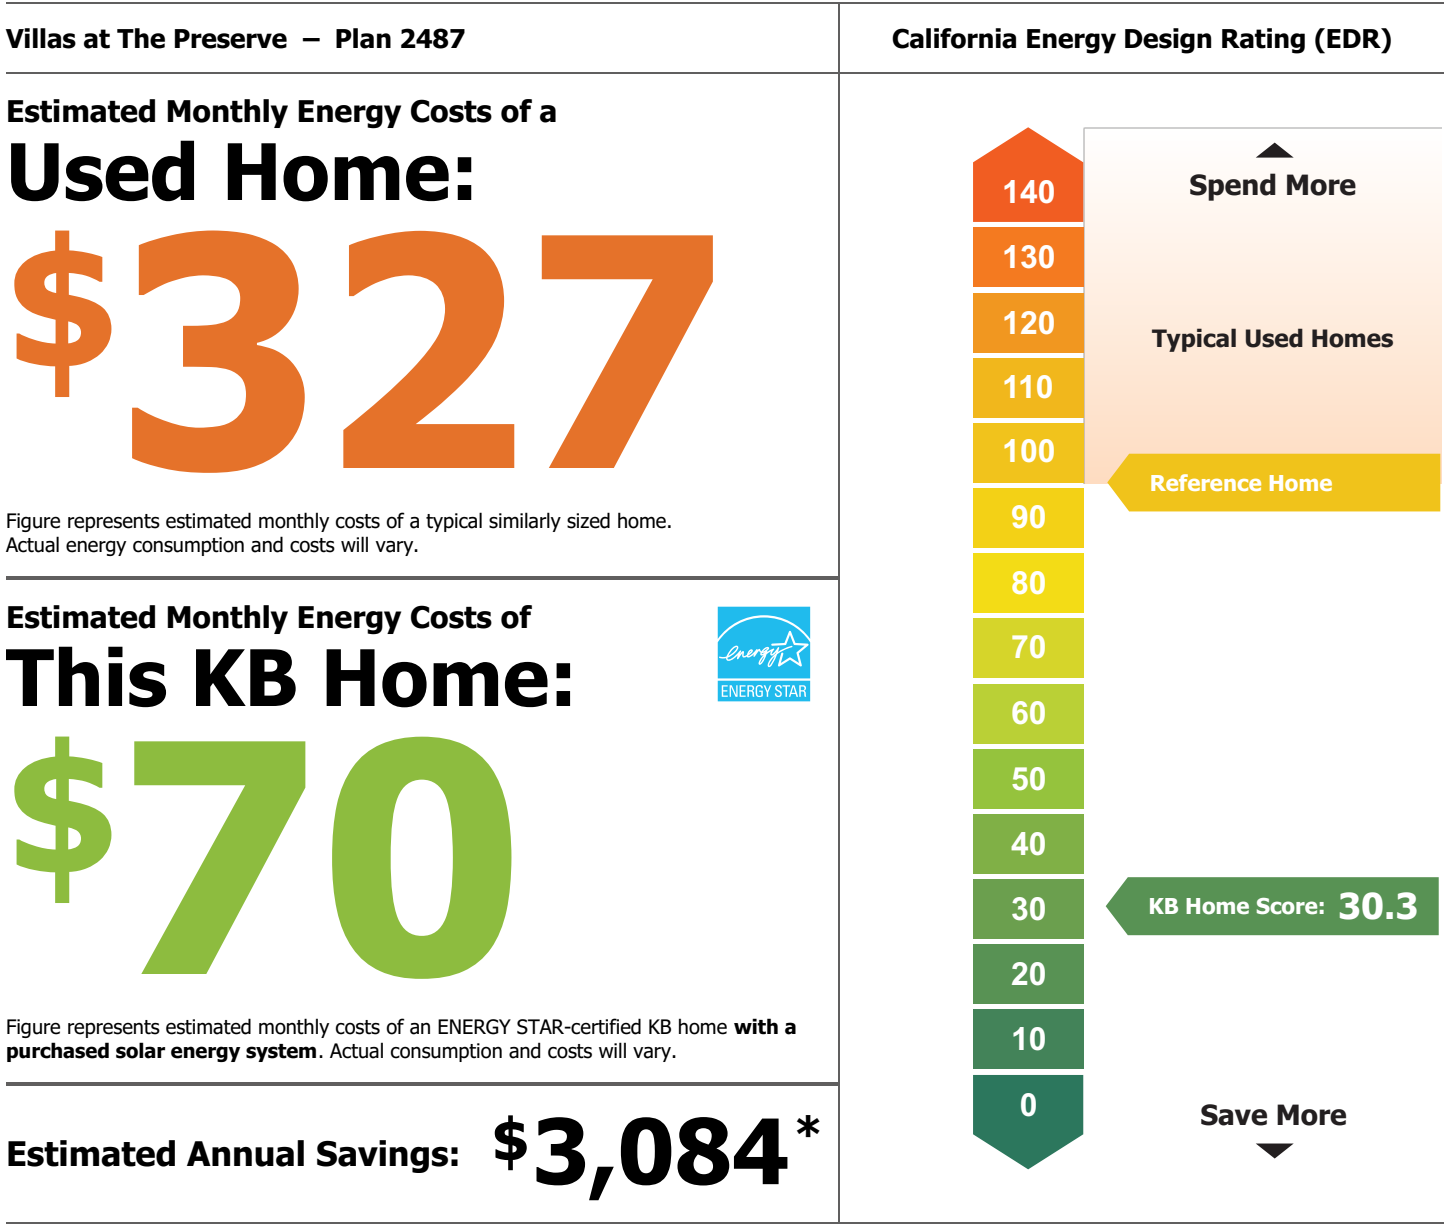 Villas at The Preserve – Plan 2487
Estimated Monthly Energy Costs of a
Used Home:
$327
Figure represents estimated monthly costs of a typical similarly sized home.
Actual energy consumption and costs will vary.
Estimated Monthly Energy Costs of
This KB Home:
energy
ENERGY STAR
$70
Figure represents estimated monthly costs of an ENERGY STAR-certified KB home with a
purchased solar energy system. Actual consumption and costs will vary.
Estimated Annual Savings: $3,084*
California Energy Design Rating (EDR)
140
130
120
110
100
90
80
70
60
50
40
30
20
10
0
Spend More
Typical Used Homes
Reference Home
KB Home Score: 30.3
Save More